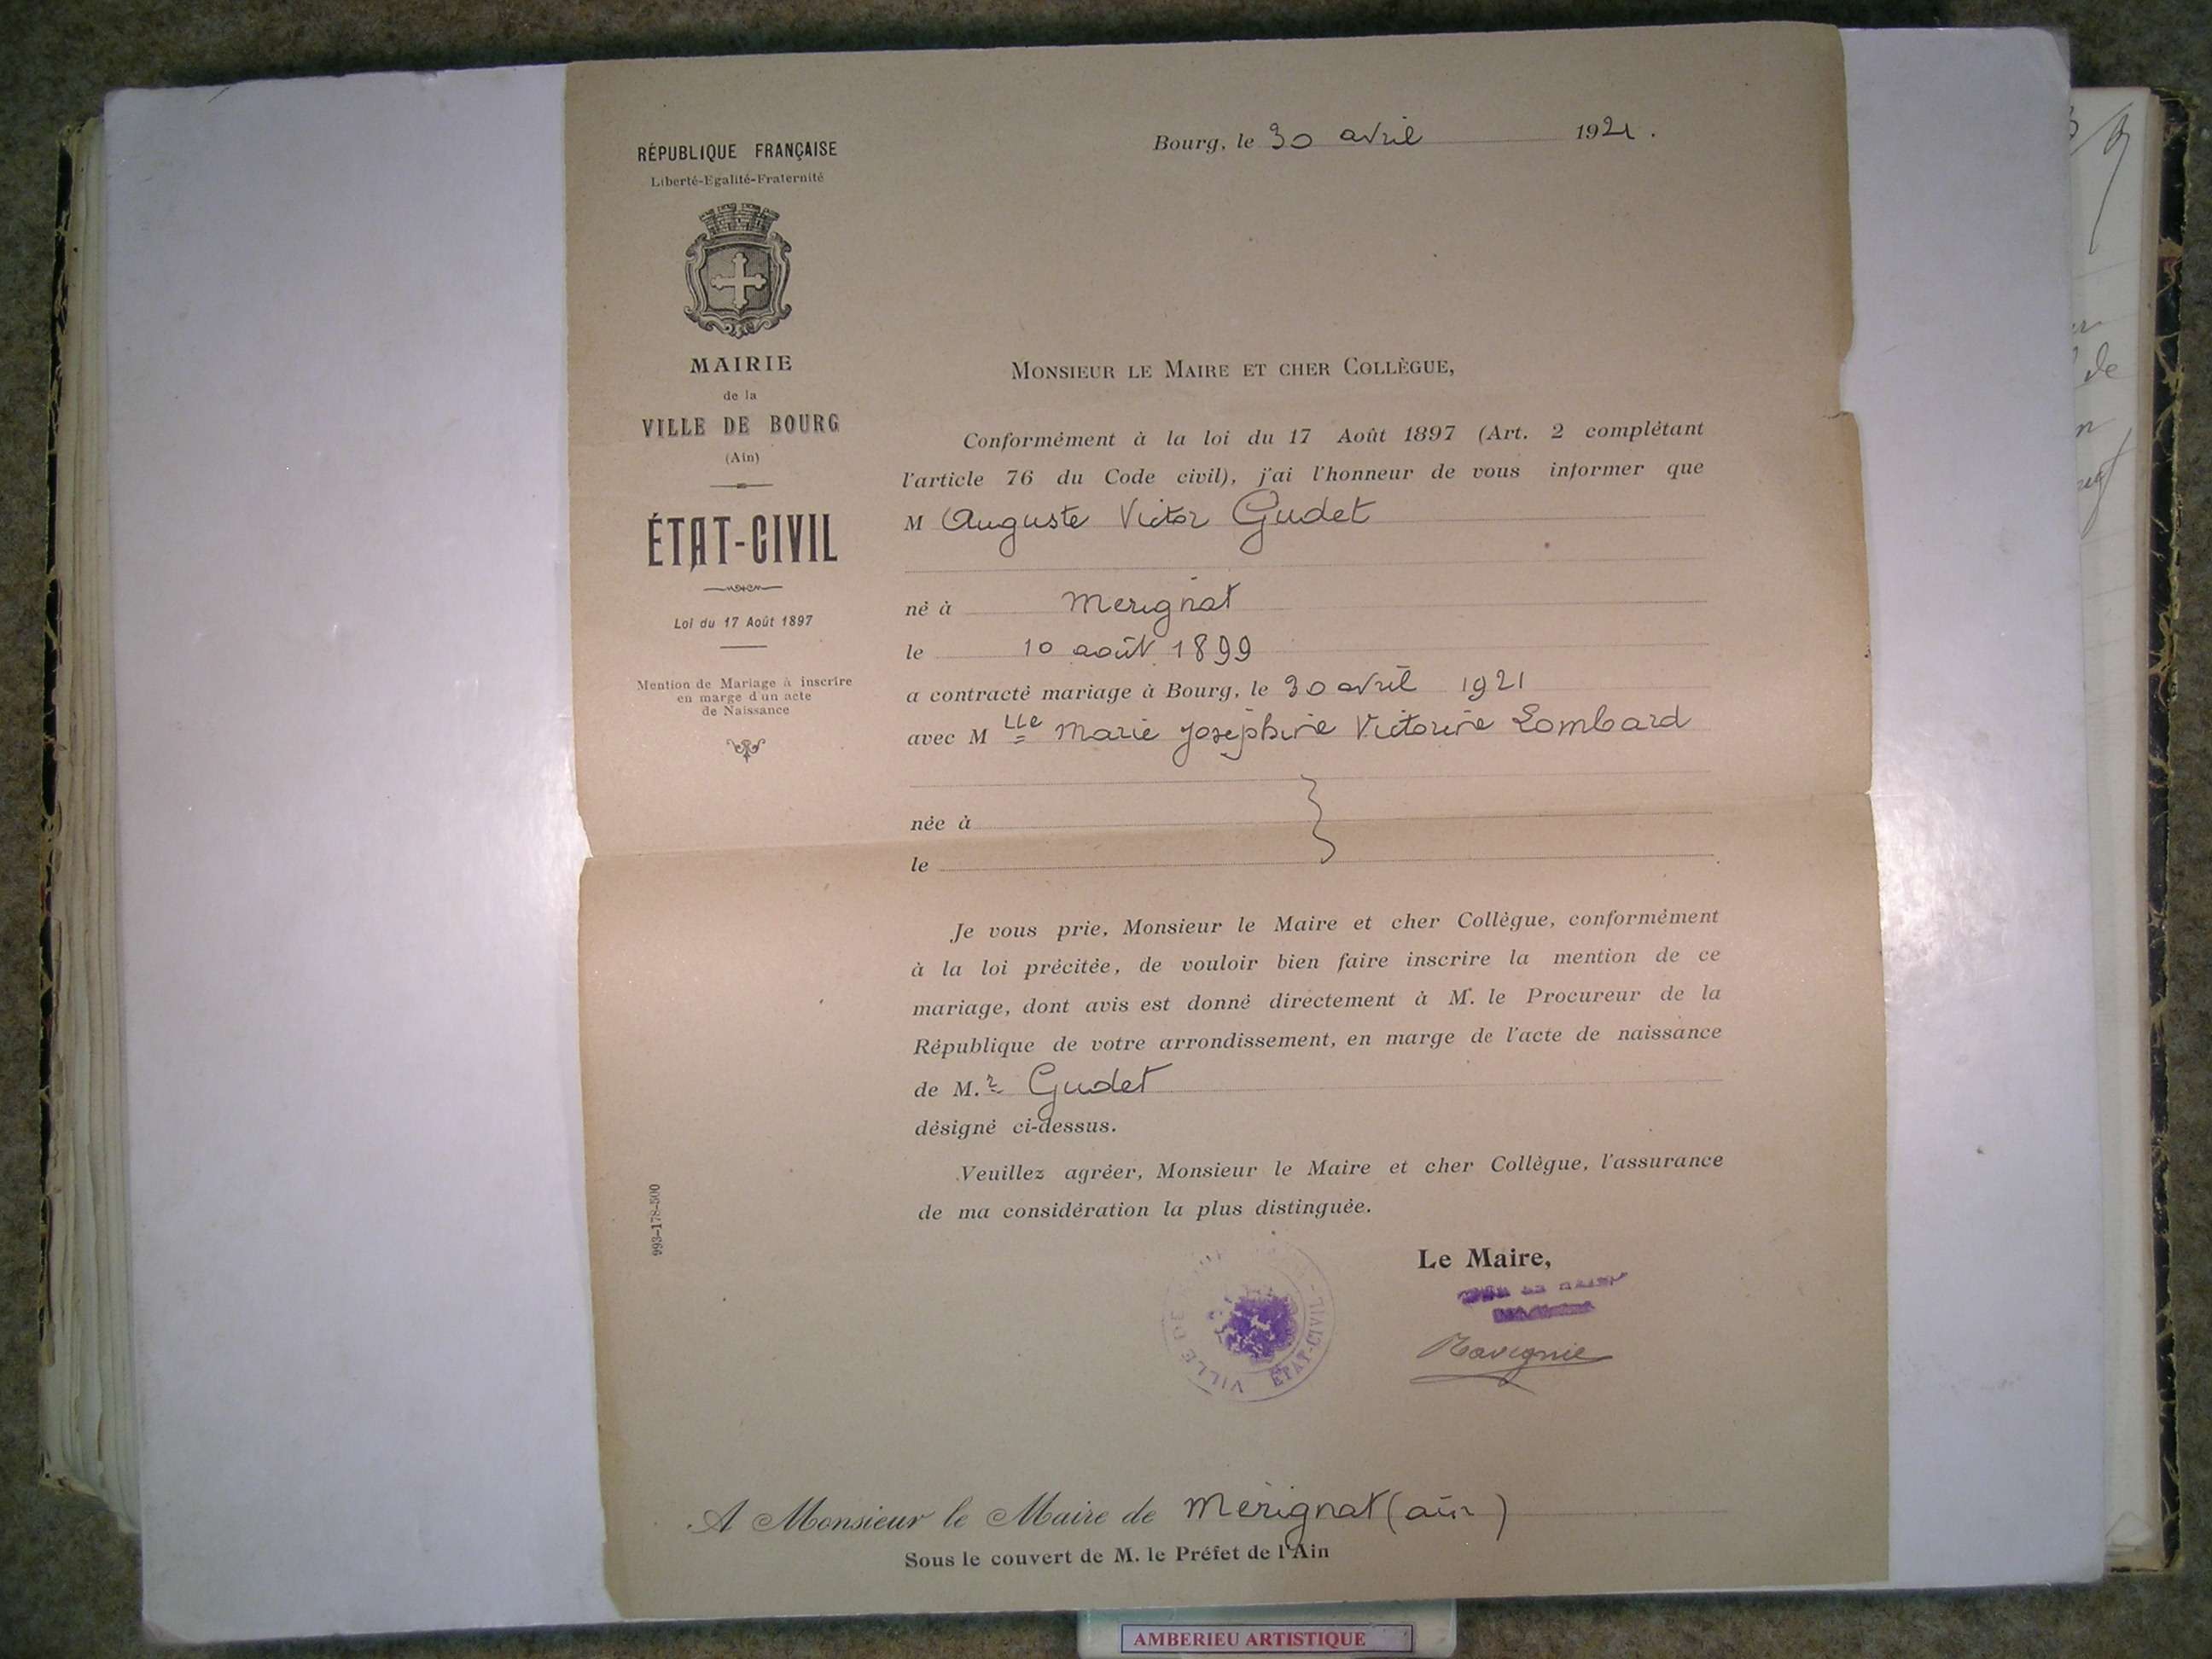 RÉPUBLIQUE FRANÇAISE
Liberté-Egalité-Fraternité
MAIRIE
de la
VILLE DE BOURG
(Ain)
ÉTAT-CIVIL
Loi du 17 Août 1897
Mention de Mariage à inscrire
en marge d'un acte
de Naissance
993-178-500
Bourg, le 30 avril 1921.
MONSIEUR LE MAIRE ET CHER COLLÈGUE,
Conformément à la loi du 17 Août 1897 (Art. 2 complétant
l'article 76 du Code civil), j'ai l'honneur de vous informer que
M Auguste Victor Gudet
né à Merignat
le 10 août 1899
a contracté mariage à Bourg, le 30 avril 1921
avec M lle Marie Joséphine Victorine Lombard
née à
le
Je vous prie, Monsieur le Maire et cher Collègue, conformément
à la loi précitée, de vouloir bien faire inscrire la mention de ce
mariage, dont avis est donné directement à M. le Procureur de la
République de votre arrondissement, en marge de l'acte de naissance
de M. r Gudet
désigné ci-dessus.
Veuillez agréer, Monsieur le Maire et cher Collègue, l'assurance
de ma considération la plus distinguée.
Le Maire,
VILLE DE
ÉTAT-CIVIL
A Monsieur le Maire de Mérignat (ain)
Sous le couvert de M. le Préfet de l'Ain
AMBERIEU ARTISTIQUE
de